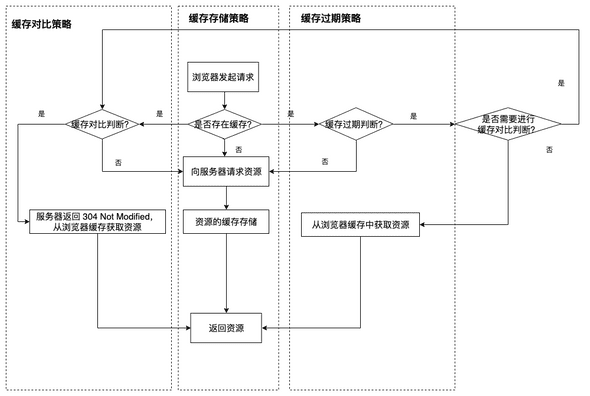 缓存对比策略
缓存存储策略
缓存过期策略
浏览器发起请求
是
是
是
是
是
缓存对比判断?
是否存在缓存?
缓存过期判断?
是否需要进行
缓存对比判断?
否
否
否
否
向服务器请求资源
服务器返回 304 Not Modified,
从浏览器缓存获取资源
资源的缓存存储
从浏览器缓存中获取资源
返回资源